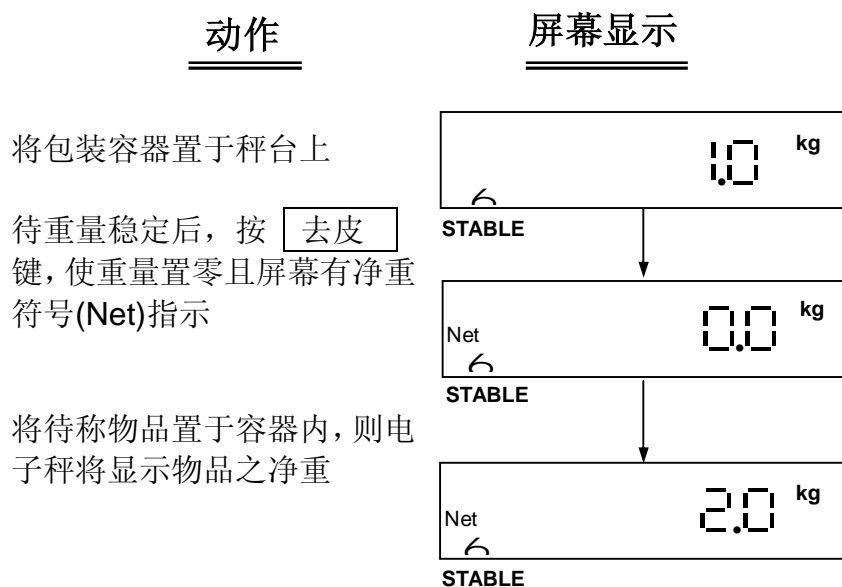 动作
屏幕显示
将包装容器置于秤台上
1.0 kg
STABLE
待重量稳定后，按 去皮
键，使重量置零且屏幕有净重
符号(Net)指示
Net 0.0 kg
STABLE
将待称物品置于容器内，则电
子秤将显示物品之净重
Net 2.0 kg
STABLE